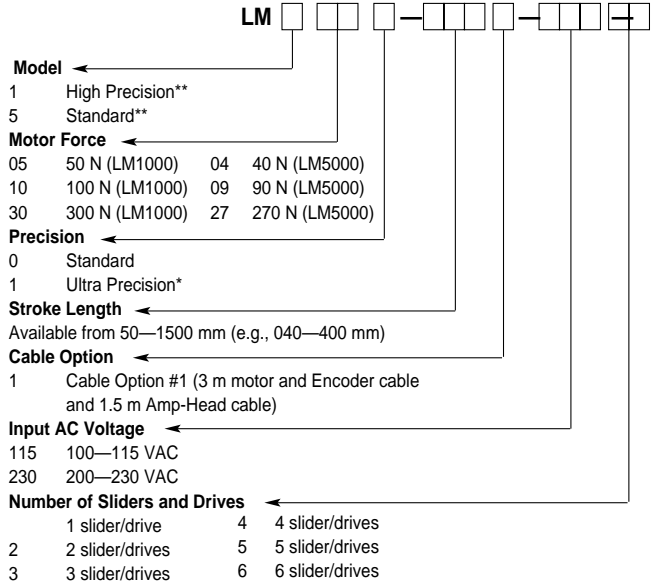 LM — — —
Model
1 High Precision**
5 Standard**
Motor Force
05 50 N (LM1000) 04 40 N (LM5000)
10 100 N (LM1000) 09 90 N (LM5000)
30 300 N (LM1000) 27 270 N (LM5000)
Precision
0 Standard
1 Ultra Precision*
Stroke Length
Available from 50—1500 mm (e.g., 040—400 mm)
Cable Option
1 Cable Option #1 (3 m motor and Encoder cable
and 1.5 m Amp-Head cable)
Input AC Voltage
115 100—115 VAC
230 200—230 VAC
Number of Sliders and Drives
1 slider/drive 4 4 slider/drives
2 2 slider/drives 5 5 slider/drives
3 3 slider/drives 6 6 slider/drives